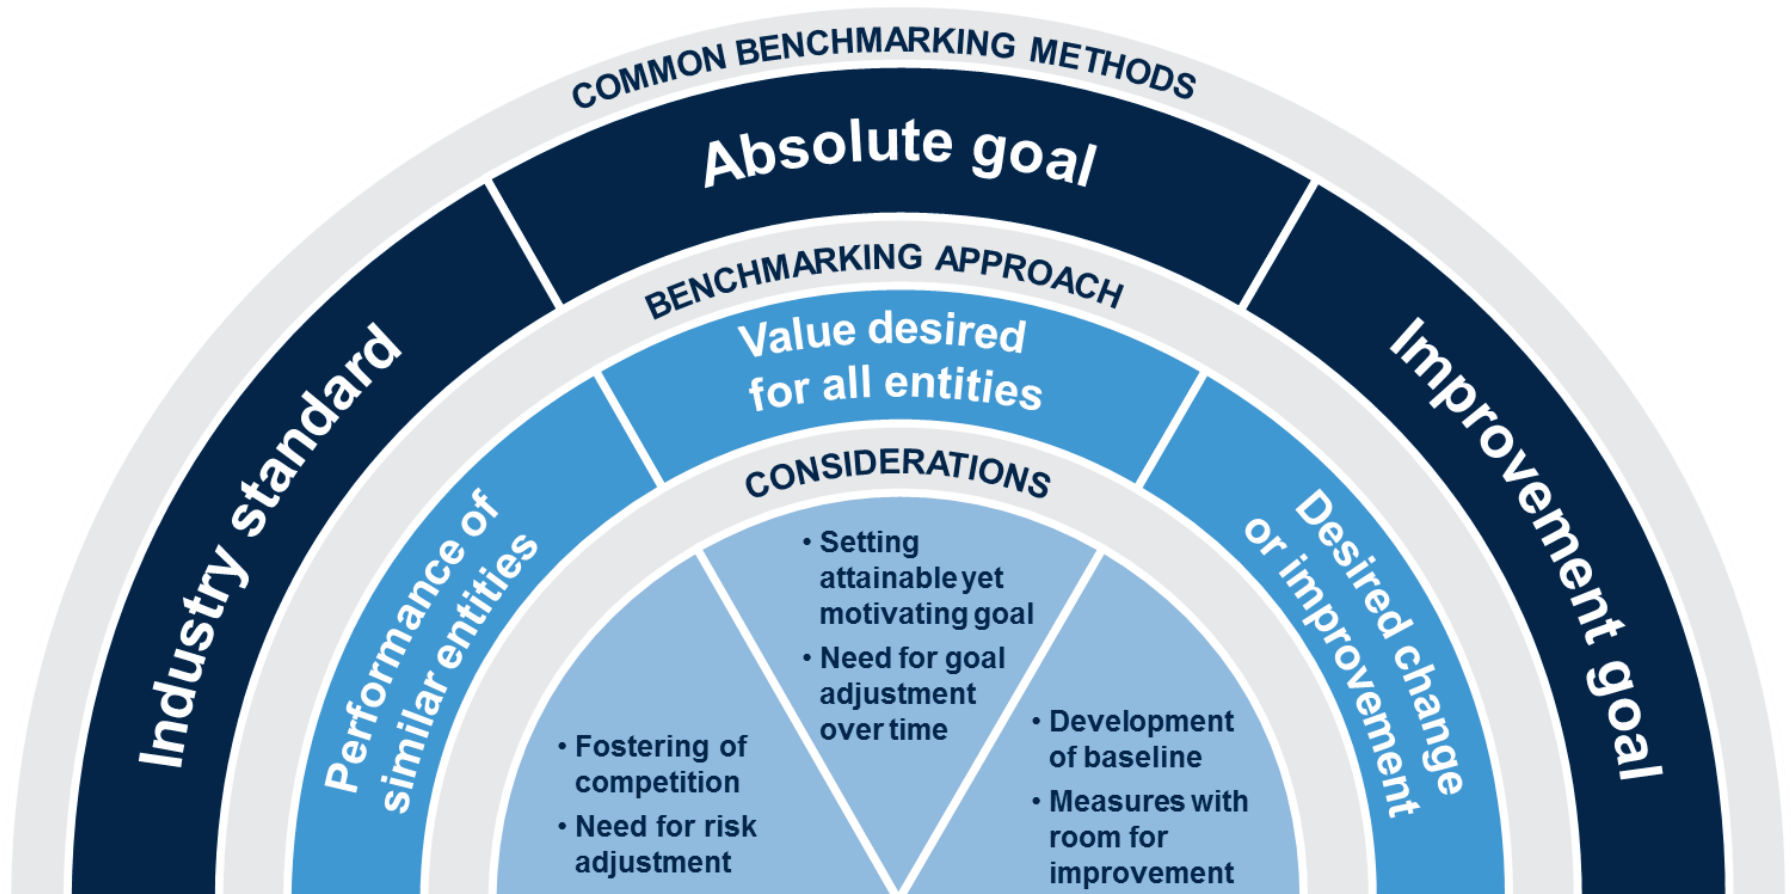 COMMON BENCHMARKING METHODS
Industry standard
Absolute goal
Improvement goal
BENCHMARKING APPROACH
Performance of
similar entities
Value desired
for all entities
Desired change
or improvement
CONSIDERATIONS
• Fostering of
competition
• Need for risk
adjustment
• Setting
attainable yet
motivating goal
• Need for goal
adjustment
over time
• Development
of baseline
• Measures with
room for
improvement